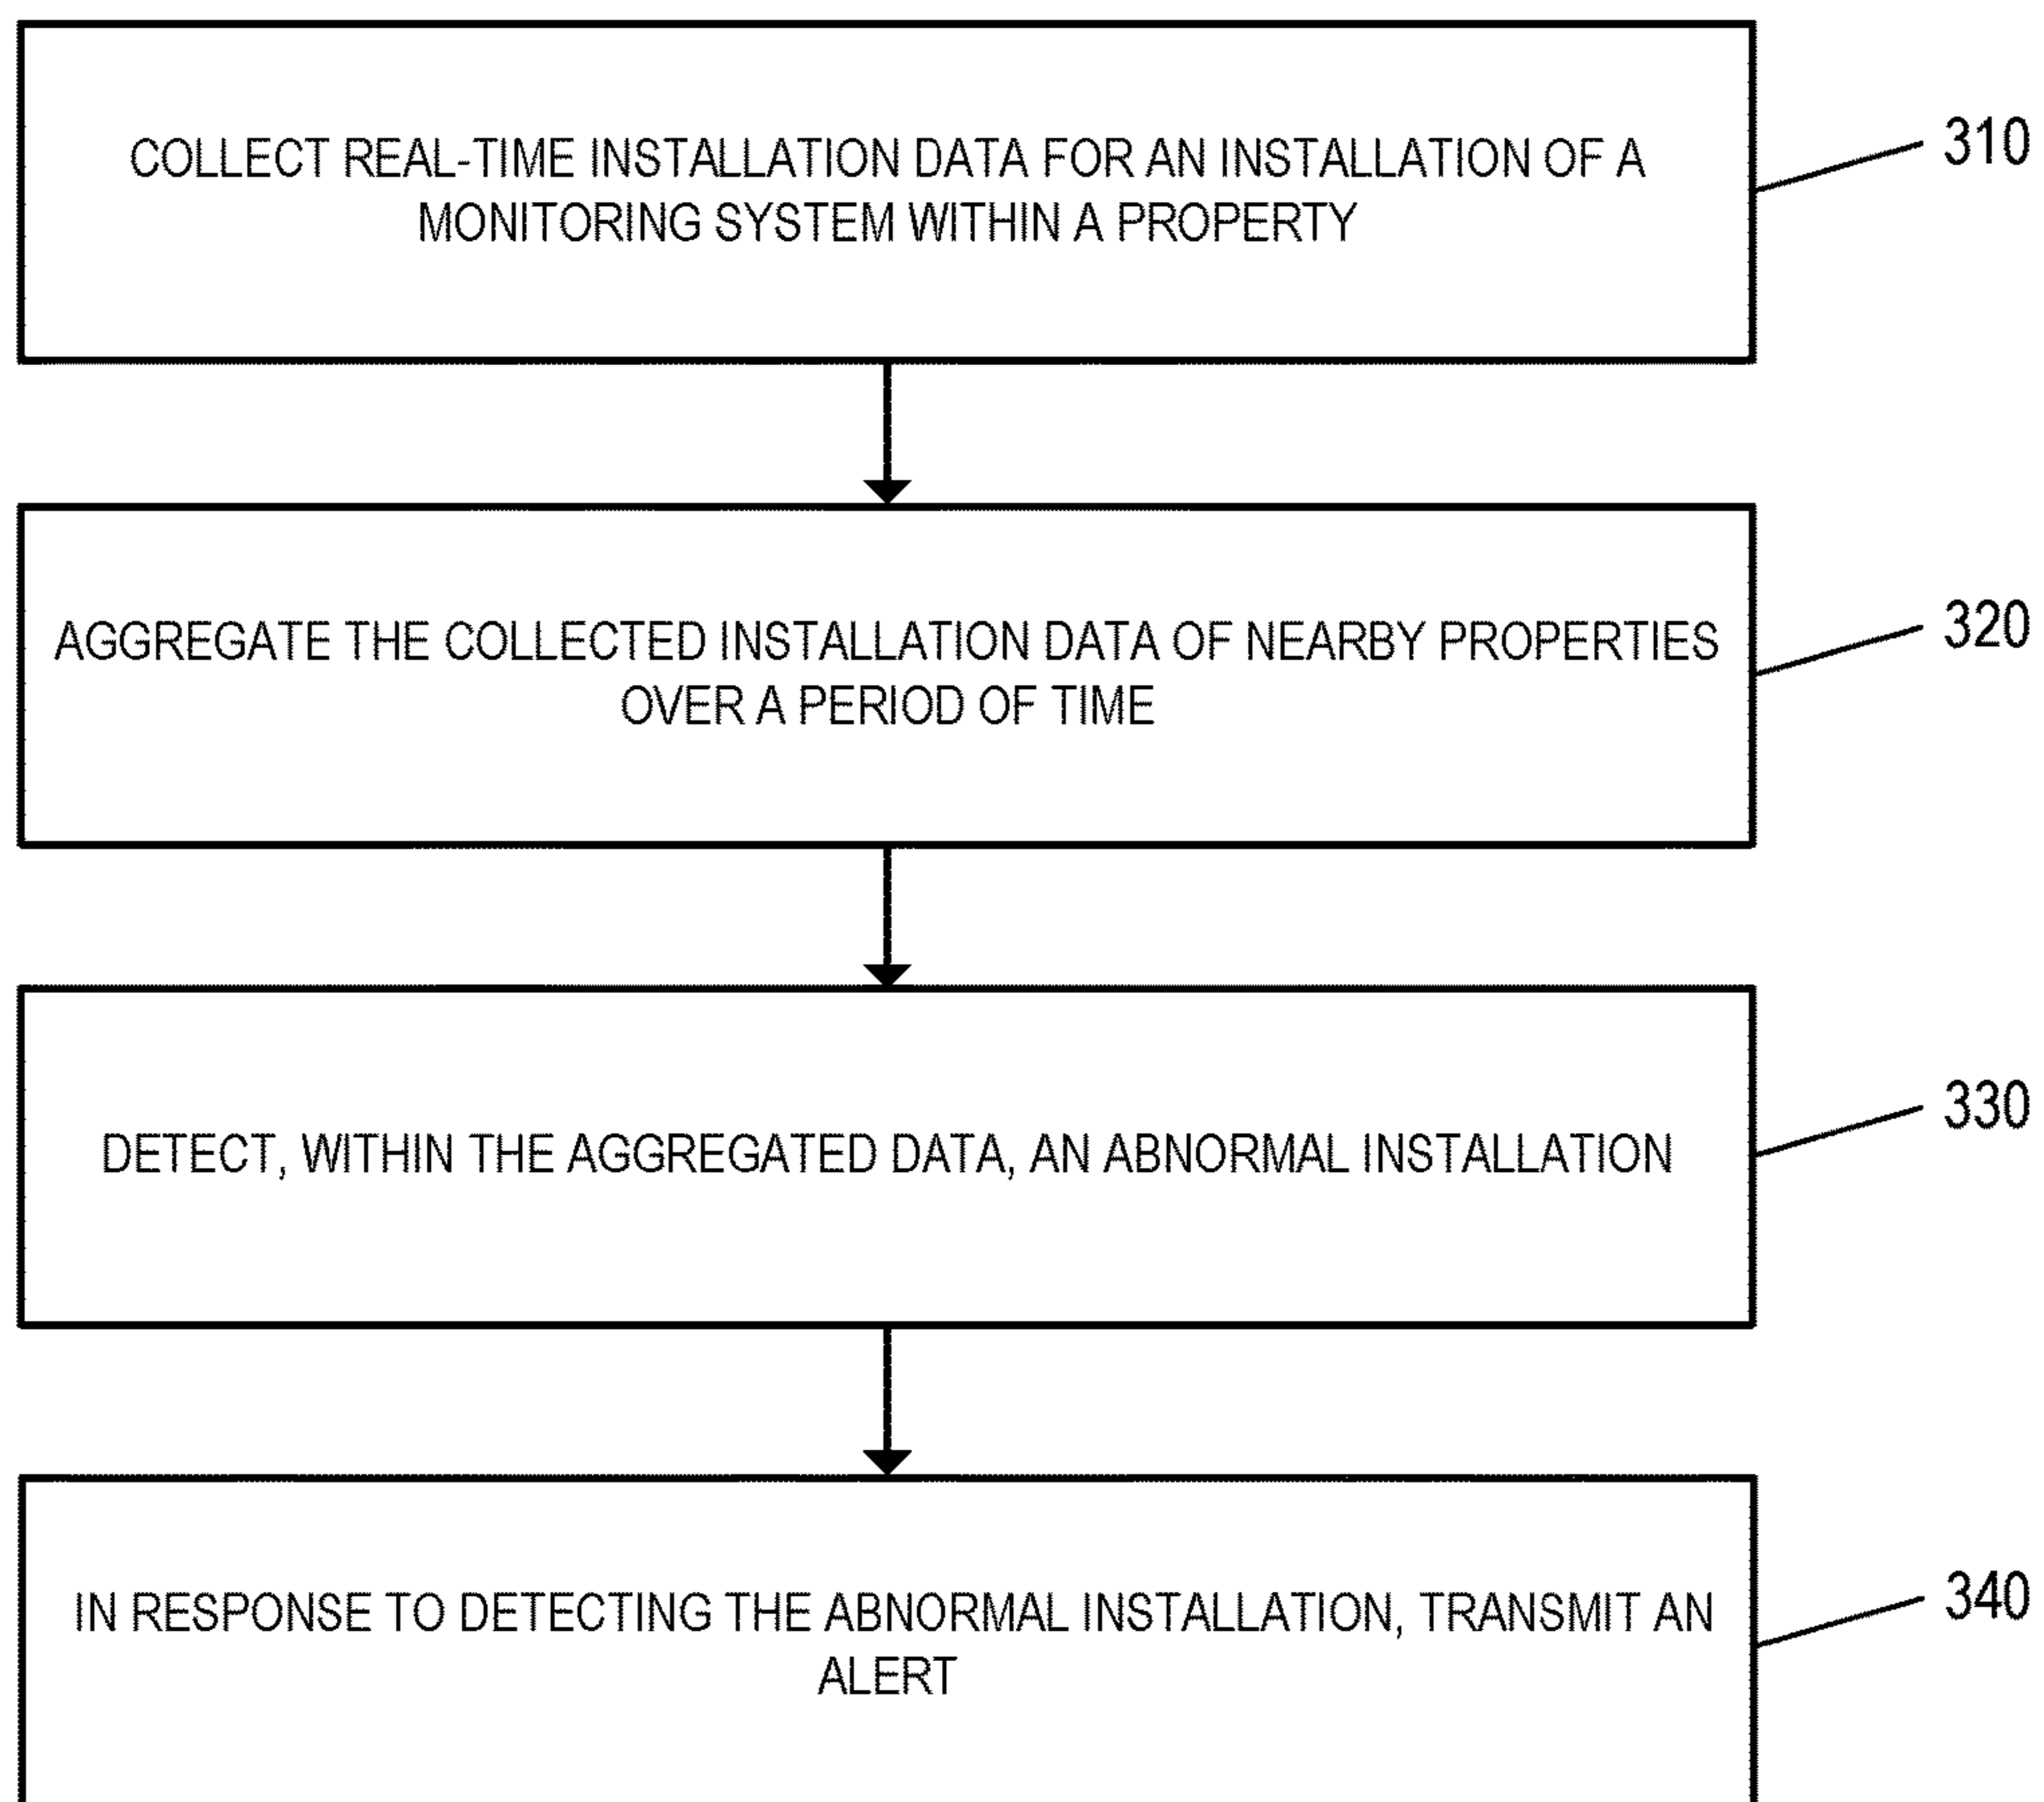 COLLECT REAL-TIME INSTALLATION DATA FOR AN INSTALLATION OF A
MONITORING SYSTEM WITHIN A PROPERTY
310
AGGREGATE THE COLLECTED INSTALLATION DATA OF NEARBY PROPERTIES
OVER A PERIOD OF TIME
320
DETECT, WITHIN THE AGGREGATED DATA, AN ABNORMAL INSTALLATION
330
IN RESPONSE TO DETECTING THE ABNORMAL INSTALLATION, TRANSMIT AN
ALERT
340